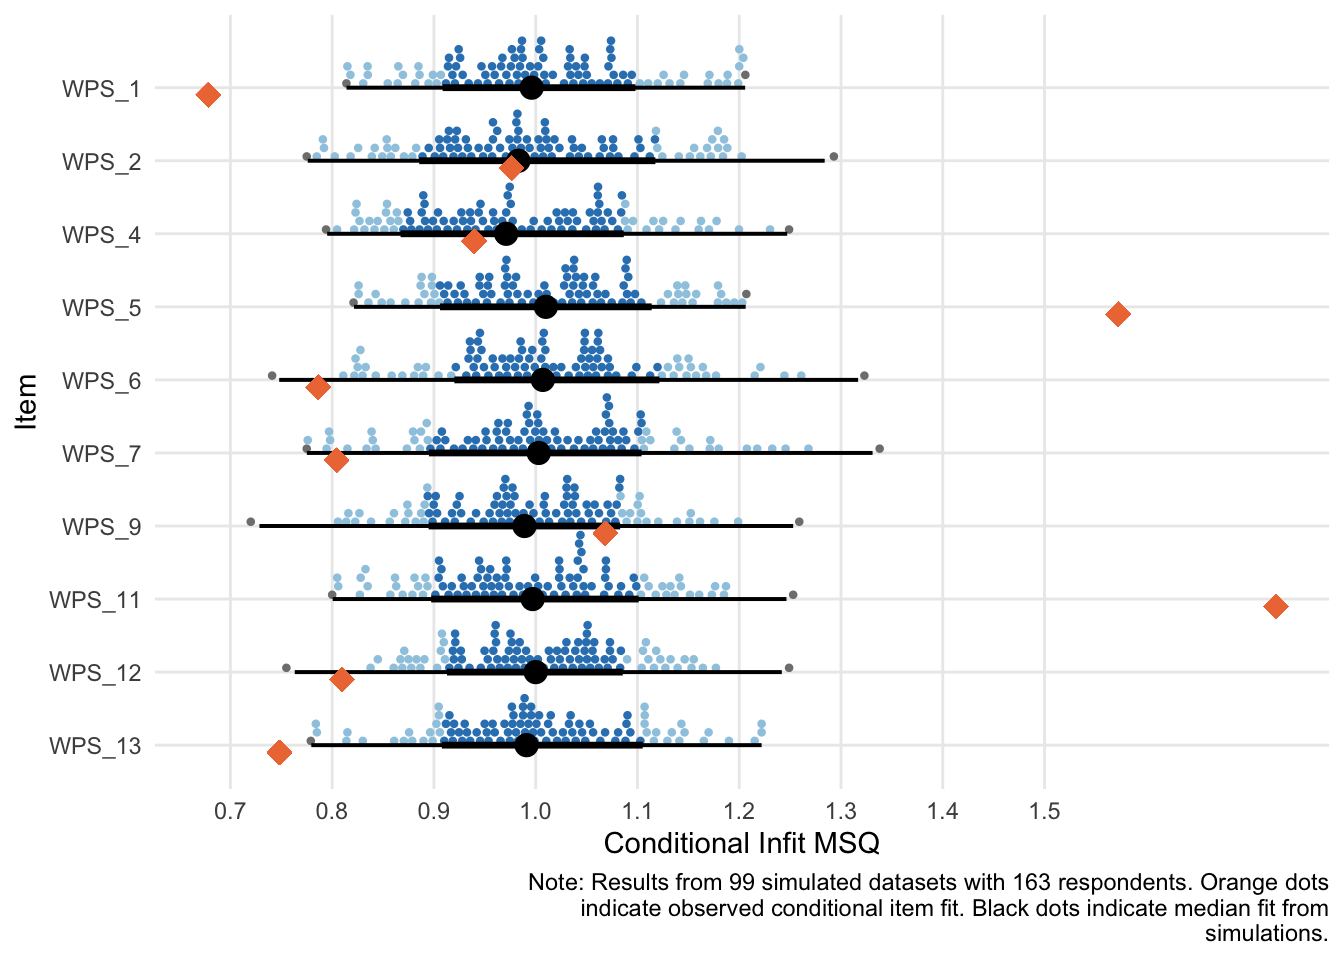 WPS_1
WPS_2
WPS_4
WPS_5
WPS_6
WPS_7
WPS_9
WPS_11
WPS_12
WPS_13
Item
0.7 0.8 0.9 1.0 1.1 1.2 1.3 1.4 1.5
Conditional Infit MSQ
Note: Results from 99 simulated datasets with 163 respondents. Orange dots
indicate observed conditional item fit. Black dots indicate median fit from
simulations.